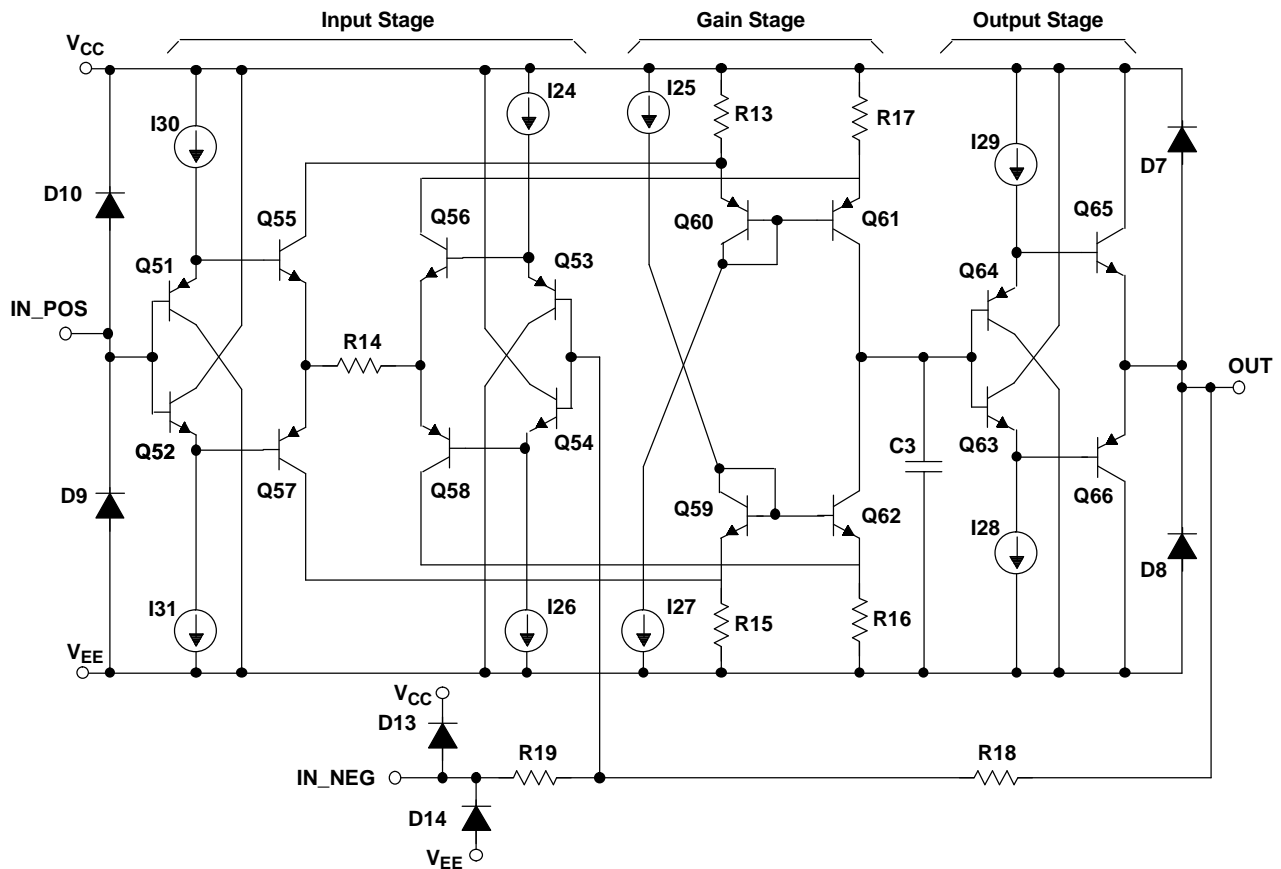 Input Stage
Gain Stage
Output Stage
VCC
I24
I25
R13
R17
I30
I29
D7
D10
Q55
Q56
Q60
Q61
Q65
Q51
Q53
Q64
IN_POS
R14
OUT
Q52
Q54
Q63
C3
Q57
Q58
Q59
Q62
Q66
D9
I28
D8
I31
I26
I27
R15
R16
VEE
VCC
D13
R19
R18
IN_NEG
D14
VEE